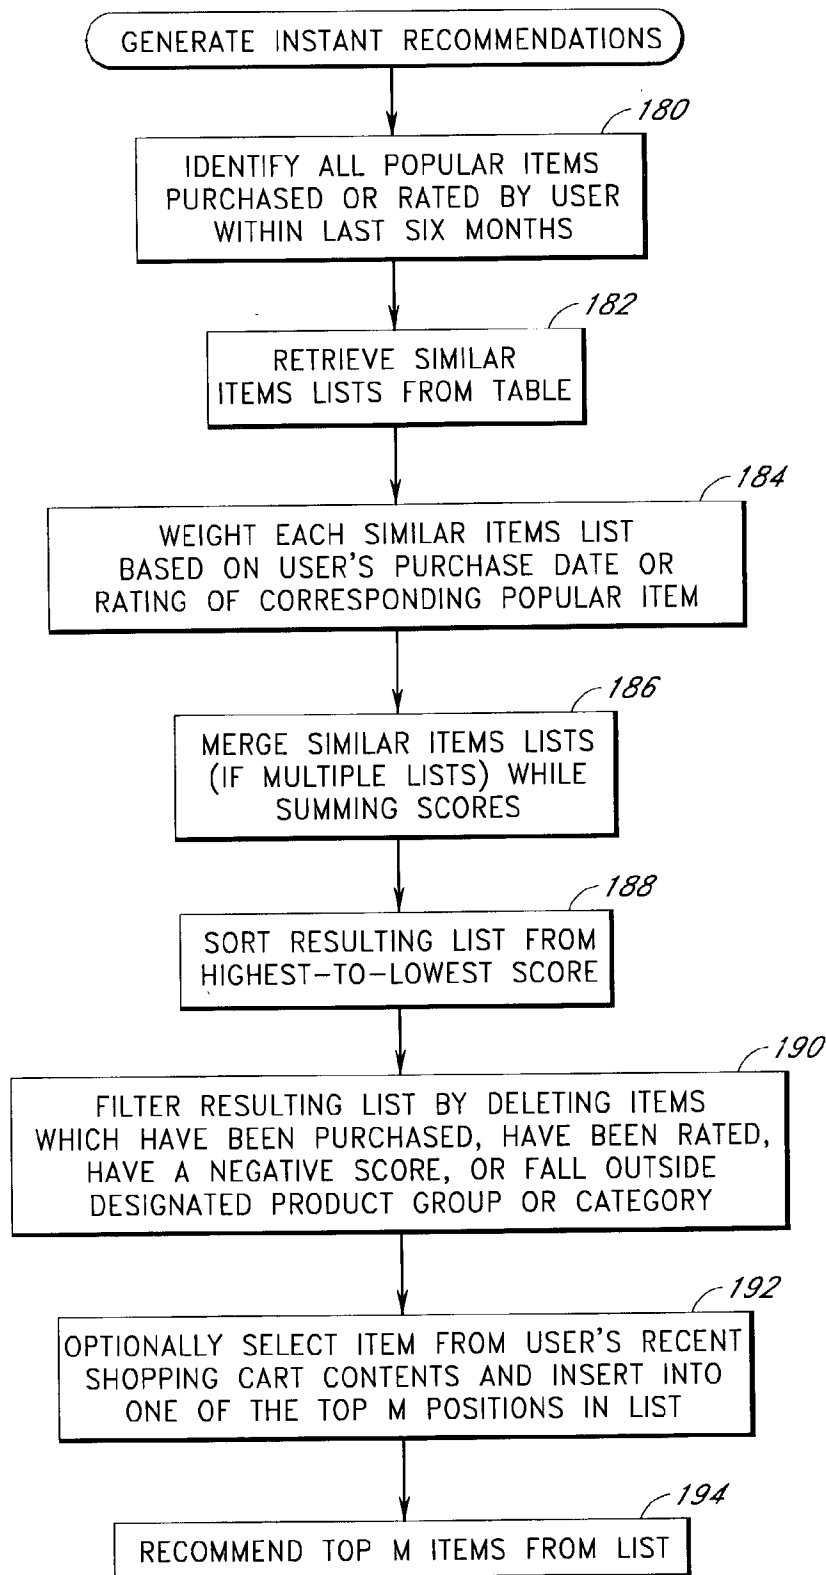 GENERATE INSTANT RECOMMENDATIONS
180
IDENTIFY ALL POPULAR ITEMS
PURCHASED OR RATED BY USER
WITHIN LAST SIX MONTHS
182
RETRIEVE SIMILAR
ITEMS LISTS FROM TABLE
184
WEIGHT EACH SIMILAR ITEMS LIST
BASED ON USER'S PURCHASE DATE OR
RATING OF CORRESPONDING POPULAR ITEM
186
MERGE SIMILAR ITEMS LISTS
(IF MULTIPLE LISTS) WHILE
SUMMING SCORES
188
SORT RESULTING LIST FROM
HIGHEST-TO-LOWEST SCORE
190
FILTER RESULTING LIST BY DELETING ITEMS
WHICH HAVE BEEN PURCHASED, HAVE BEEN RATED,
HAVE A NEGATIVE SCORE, OR FALL OUTSIDE
DESIGNATED PRODUCT GROUP OR CATEGORY
192
OPTIONALLY SELECT ITEM FROM USER'S RECENT
SHOPPING CART CONTENTS AND INSERT INTO
ONE OF THE TOP M POSITIONS IN LIST
194
RECOMMEND TOP M ITEMS FROM LIST